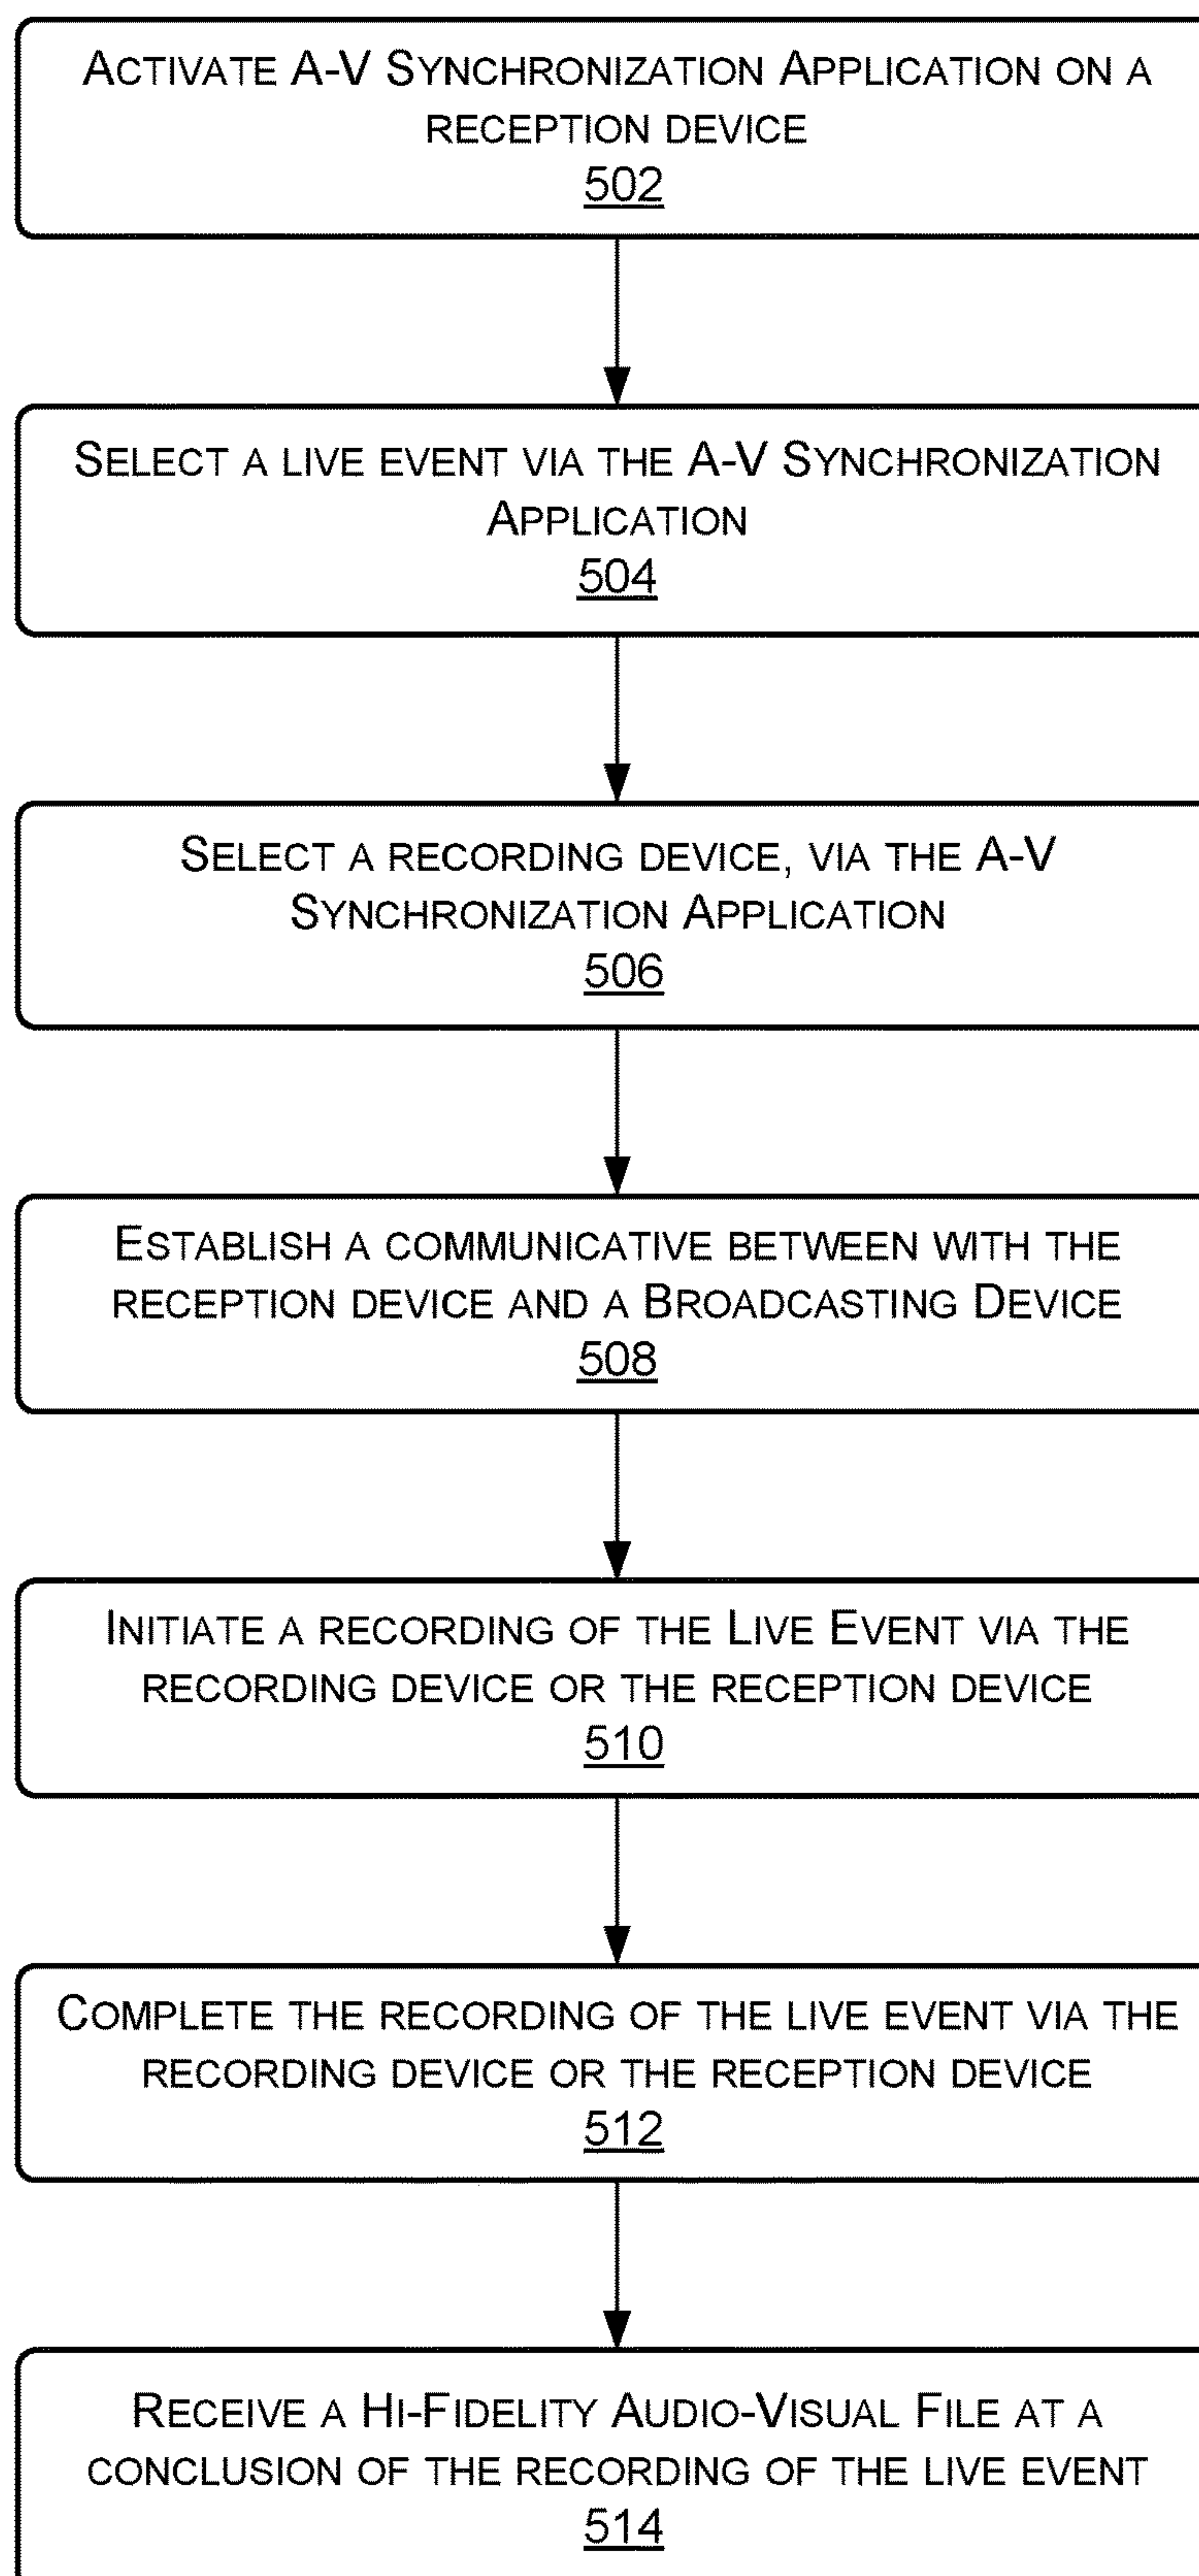 ACTIVATE A-V SYNCHRONIZATION APPLICATION ON A
RECEPTION DEVICE
502
SELECT A LIVE EVENT VIA THE A-V SYNCHRONIZATION
APPLICATION
504
SELECT A RECORDING DEVICE, VIA THE A-V
SYNCHRONIZATION APPLICATION
506
ESTABLISH A COMMUNICATIVE BETWEEN WITH THE
RECEPTION DEVICE AND A BROADCASTING DEVICE
508
INITIATE A RECORDING OF THE LIVE EVENT VIA THE
RECORDING DEVICE OR THE RECEPTION DEVICE
510
COMPLETE THE RECORDING OF THE LIVE EVENT VIA THE
RECORDING DEVICE OR THE RECEPTION DEVICE
512
RECEIVE A HI-FIDELITY AUDIO-VISUAL FILE AT A
CONCLUSION OF THE RECORDING OF THE LIVE EVENT
514